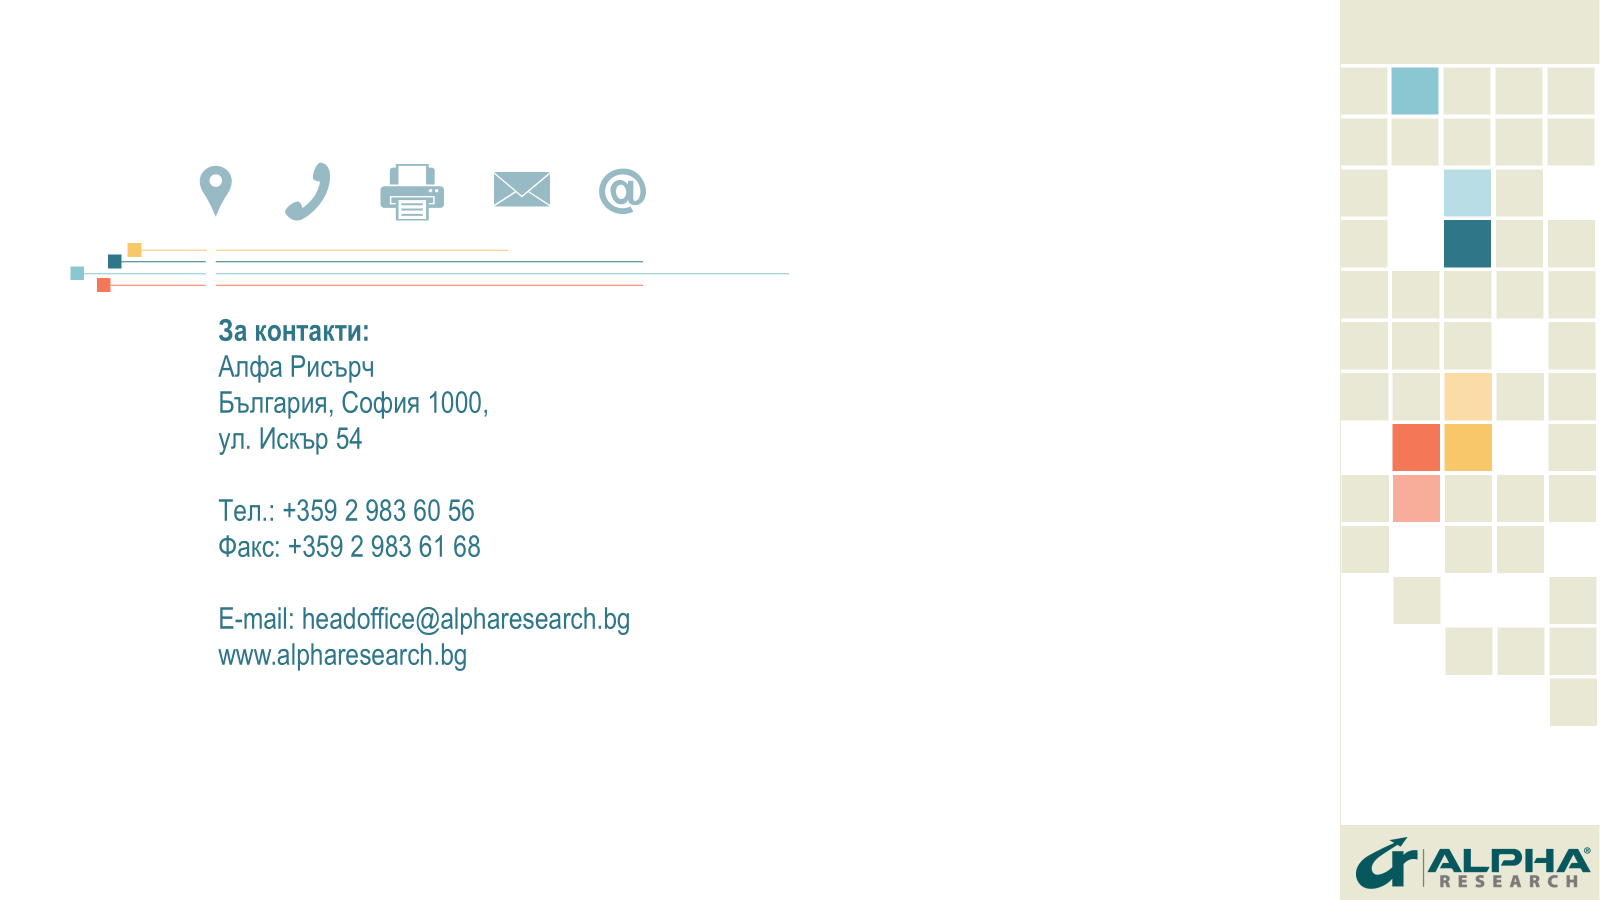 За контакти:
Алфа Рисърч
България, София 1000,
ул. Искър 54
Тел.: +359 2 983 60 56
Факс: +359 2 983 61 68
E-mail: headoffice@alpharesearch.bg
www.alpharesearch.bg
ar ALPHA®
RESEARCH